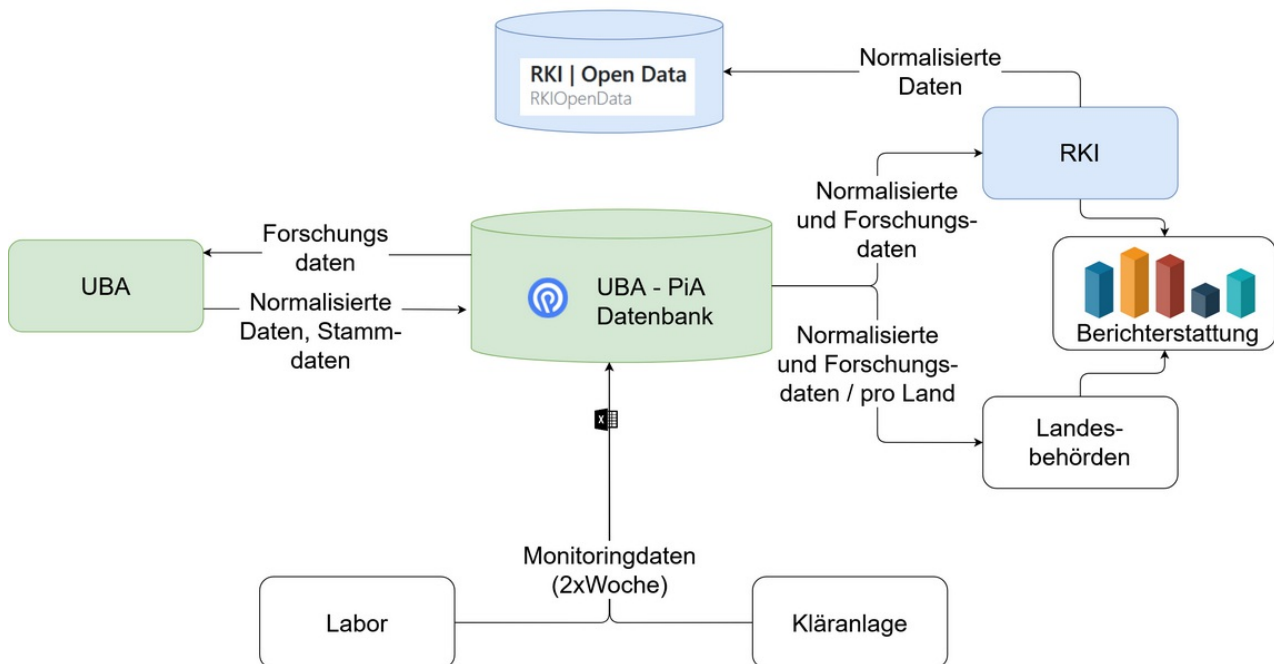 RKI | Open Data
RKIOpenData
Normalisierte
Daten
RKI
Normalisierte
und Forschungs-
daten
UBA
Forschungs
daten
Normalisierte
Daten, Stamm-
daten
UBA - PiA
Datenbank
Normalisierte
und Forschungs-
daten / pro Land
Berichterstattung
Landes-
behörden
X
Monitoringdaten
(2xWoche)
Labor
Kläranlage